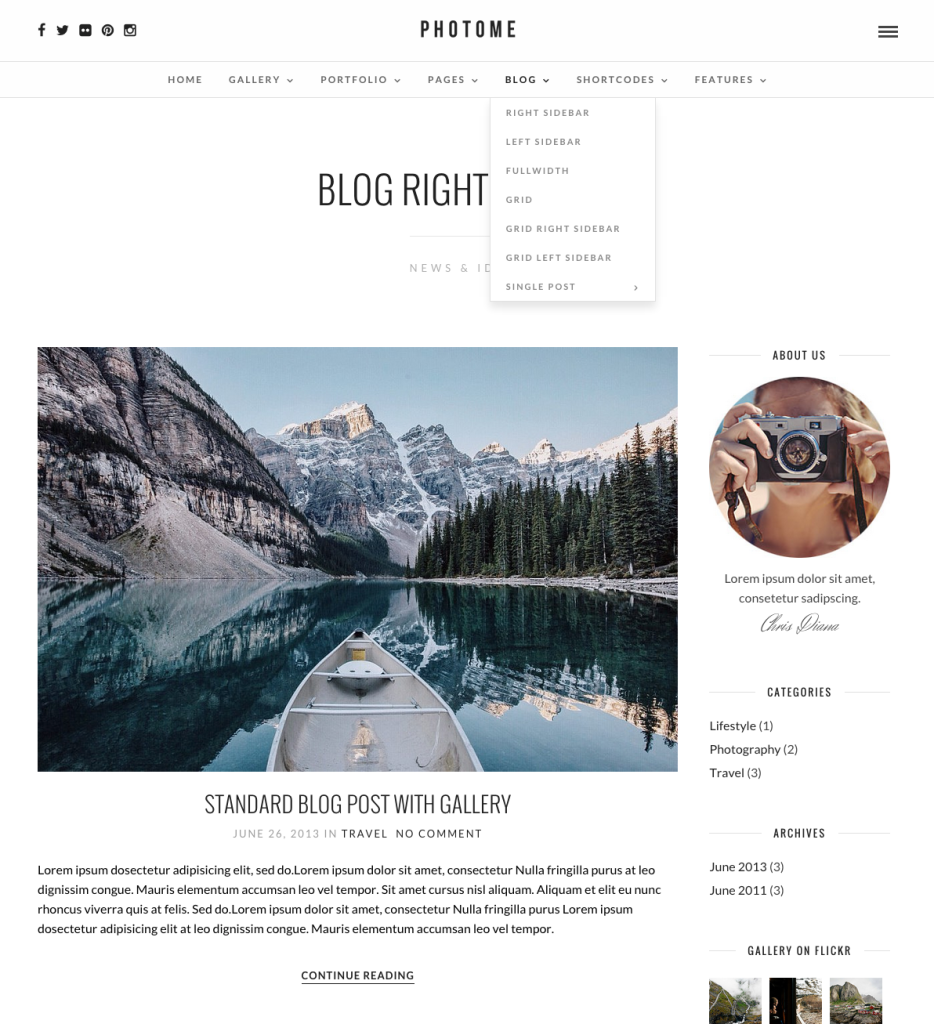 PHOTOME
HOME GALLERY PORTFOLIO PAGES BLOG SHORTCODES FEATURES
RIGHT SIDEBAR
LEFT SIDEBAR
FULLWIDTH
GRID
GRID RIGHT SIDEBAR
GRID LEFT SIDEBAR
SINGLE POST
BLOG RIGHT
NEWS &
STANDARD BLOG POST WITH GALLERY
JUNE 26, 2013 IN TRAVEL NO COMMENT
Lorem ipsum dosectetur adipisicing elit, sed do.Lorem ipsum dolor sit amet, consectetur Nulla fringilla purus at leo
dignissim congue. Mauris elementum accumsan leo vel tempor. Sit amet cursus nisl aliquam. Aliquam et elit eu nunc
rhoncus viverra quis at felis. Sed do.Lorem ipsum dolor sit amet, consectetur Nulla fringilla purus Lorem ipsum
dosectetur adipisicing elit at leo dignissim congue. Mauris elementum accumsan leo vel tempor.
CONTINUE READING
ABOUT US
Lorem ipsum dolor sit amet,
consetetur sadipscing.
Chris Diana
CATEGORIES
Lifestyle (1)
Photography (2)
Travel (3)
ARCHIVES
June 2013 (3)
June 2011 (3)
GALLERY ON FLICKR